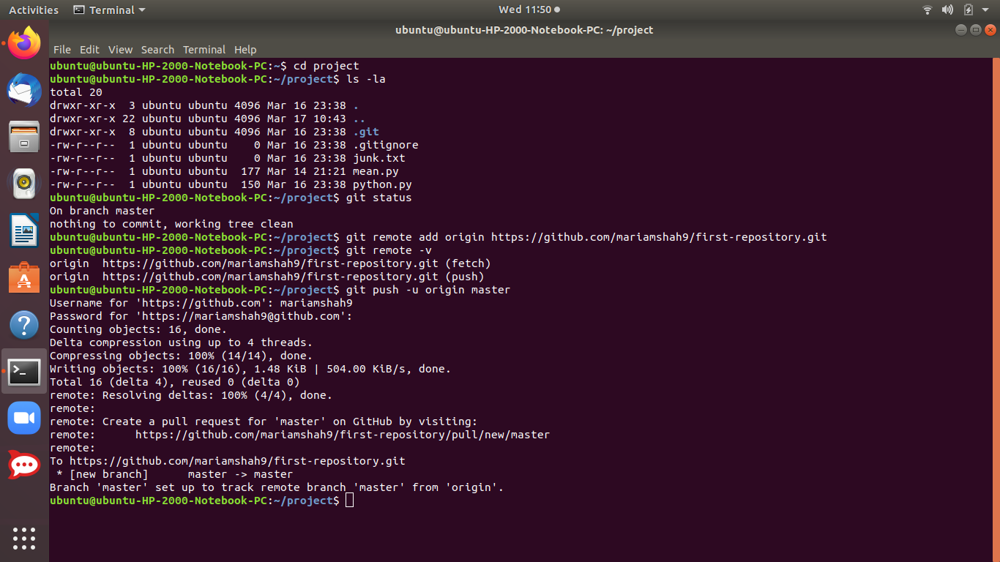 Activities Terminal Wed 11:50
ubuntu@ubuntu-HP-2000-Notebook-PC: ~/project
File Edit View Search Terminal Help
ubuntu@ubuntu-HP-2000-Notebook-PC:~$ cd project
ubuntu@ubuntu-HP-2000-Notebook-PC:~/project$ ls -la
total 20
drwxr-xr-x  3 ubuntu ubuntu 4096 Mar 16 23:38 .
drwxr-xr-x 22 ubuntu ubuntu 4096 Mar 17 10:43 ..
drwxr-xr-x  8 ubuntu ubuntu 4096 Mar 16 23:38 .git
-rw-r--r--  1 ubuntu ubuntu    0 Mar 16 23:38 .gitignore
-rw-r--r--  1 ubuntu ubuntu    0 Mar 16 23:38 junk.txt
-rw-r--r--  1 ubuntu ubuntu  177 Mar 14 21:21 mean.py
-rw-r--r--  1 ubuntu ubuntu  150 Mar 16 23:38 python.py
ubuntu@ubuntu-HP-2000-Notebook-PC:~/project$ git status
On branch master
nothing to commit, working tree clean
ubuntu@ubuntu-HP-2000-Notebook-PC:~/project$ git remote add origin https://github.com/mariamshah9/first-repository.git
ubuntu@ubuntu-HP-2000-Notebook-PC:~/project$ git remote -v
origin  https://github.com/mariamshah9/first-repository.git (fetch)
origin  https://github.com/mariamshah9/first-repository.git (push)
ubuntu@ubuntu-HP-2000-Notebook-PC:~/project$ git push -u origin master
Username for 'https://github.com': mariamshah9
Password for 'https://mariamshah9@github.com':
Counting objects: 16, done.
Delta compression using up to 4 threads.
Compressing objects: 100% (14/14), done.
Writing objects: 100% (16/16), 1.48 KiB | 504.00 KiB/s, done.
Total 16 (delta 4), reused 0 (delta 0)
remote: Resolving deltas: 100% (4/4), done.
remote:
remote: Create a pull request for 'master' on GitHub by visiting:
remote:      https://github.com/mariamshah9/first-repository/pull/new/master
remote:
To https://github.com/mariamshah9/first-repository.git
 * [new branch]      master -> master
Branch 'master' set up to track remote branch 'master' from 'origin'.
ubuntu@ubuntu-HP-2000-Notebook-PC:~/project$